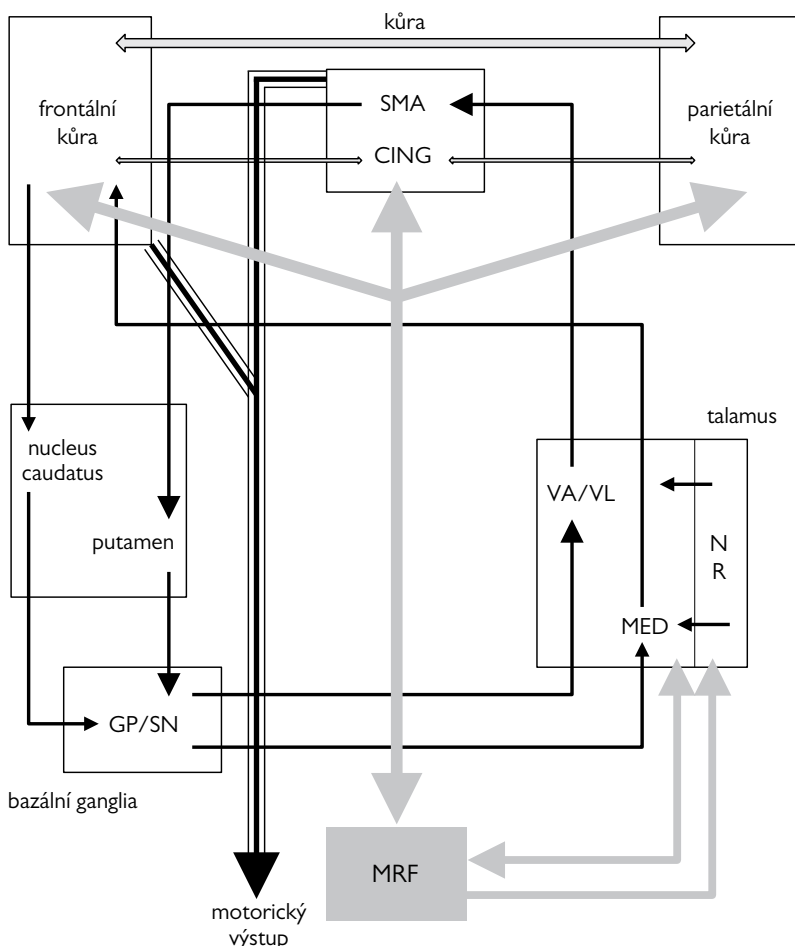 kůra
frontální
kůra
SMA
CING
parietální
kůra
talamus
nucleus
caudatus
putamen
VA/VL
N
R
MED
GP/SN
bazální ganglia
MRF
motorický
výstup